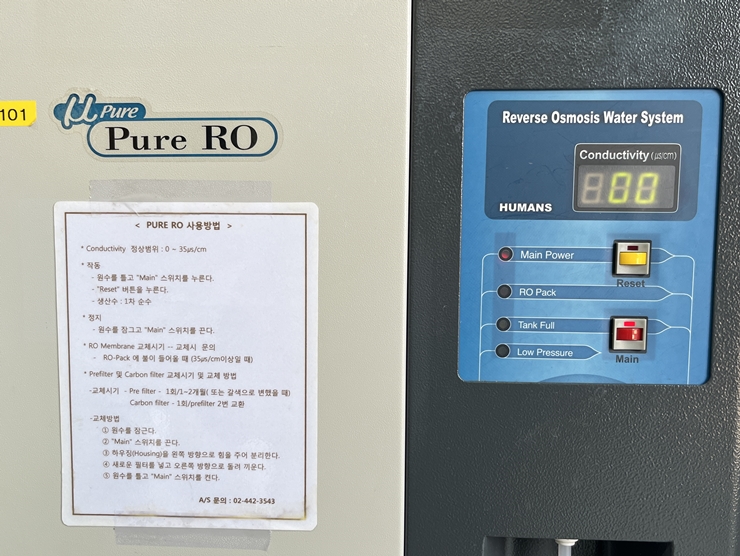 101
μ Pure
Pure RO
< PURE RO 사용방법 >
* Conductivity 정상범위 : 0 ~ 35µs/cm
* 작동
- 원수를 틀고 "Main" 스위치를 누른다.
- "Reset" 버튼을 누른다.
- 생산수 : 1차 순수
* 정지
- 원수를 잠그고 "Main" 스위치를 끈다.
* RO Membrane 교체시기 -- 교체시 문의
- RO-Pack 에 불이 들어올 때 (35µs/cm이상일 때)
* Prefilter 및 Carbon filter 교체시기 및 교체 방법
-교체시기 - Pre filter - 1회/1~2개월( 또는 갈색으로 변했을 때)
Carbon filter - 1회/prefilter 2번 교환
-교체방법
① 원수를 잠근다.
② "Main" 스위치를 끈다.
③ 하우징(Housing)을 왼쪽 방향으로 힘을 주어 분리한다.
④ 새로운 필터를 넣고 오른쪽 방향으로 돌려 끼운다.
⑤ 원수를 틀고 "Main" 스위치를 켠다.
A/S 문의 : 02-442-3543
Reverse Osmosis Water System
Conductivity (µs/cm)
00
HUMANS
Main Power
Reset
RO Pack
Tank Full
Low Pressure
Main